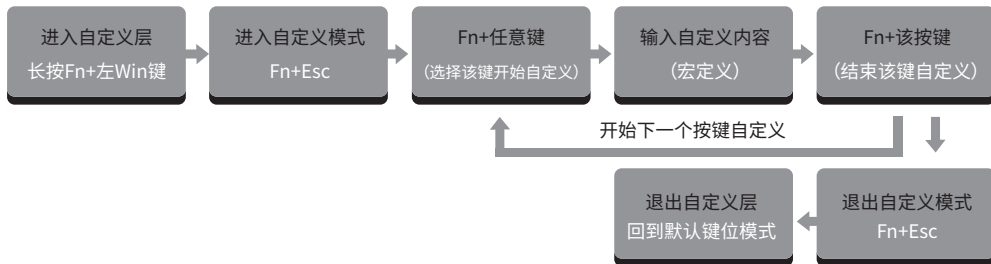 进入自定义层
长按Fn+左Win键
进入自定义模式
Fn+Esc
Fn+任意键
(选择该键开始自定义)
输入自定义内容
(宏定义)
Fn+该按键
(结束该键自定义)
开始下一个按键自定义
退出自定义层
回到默认键位模式
退出自定义模式
Fn+Esc